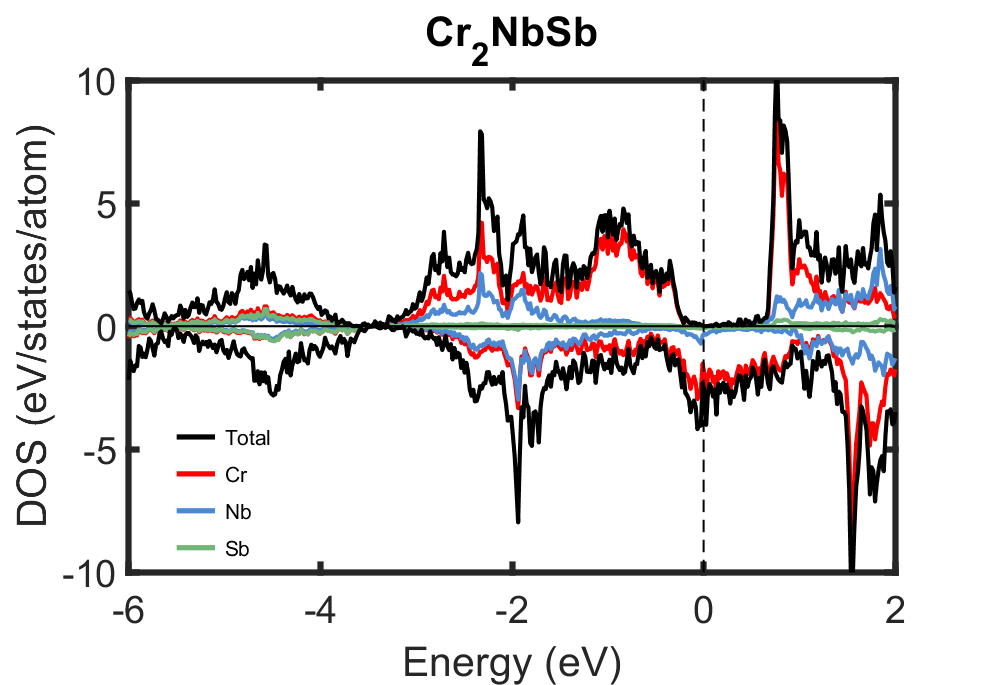 Cr2NbSb
10
5
0
-5
-10
DOS (eV/states/atom)
Total
Cr
Nb
Sb
-6 -4 -2 0 2
Energy (eV)